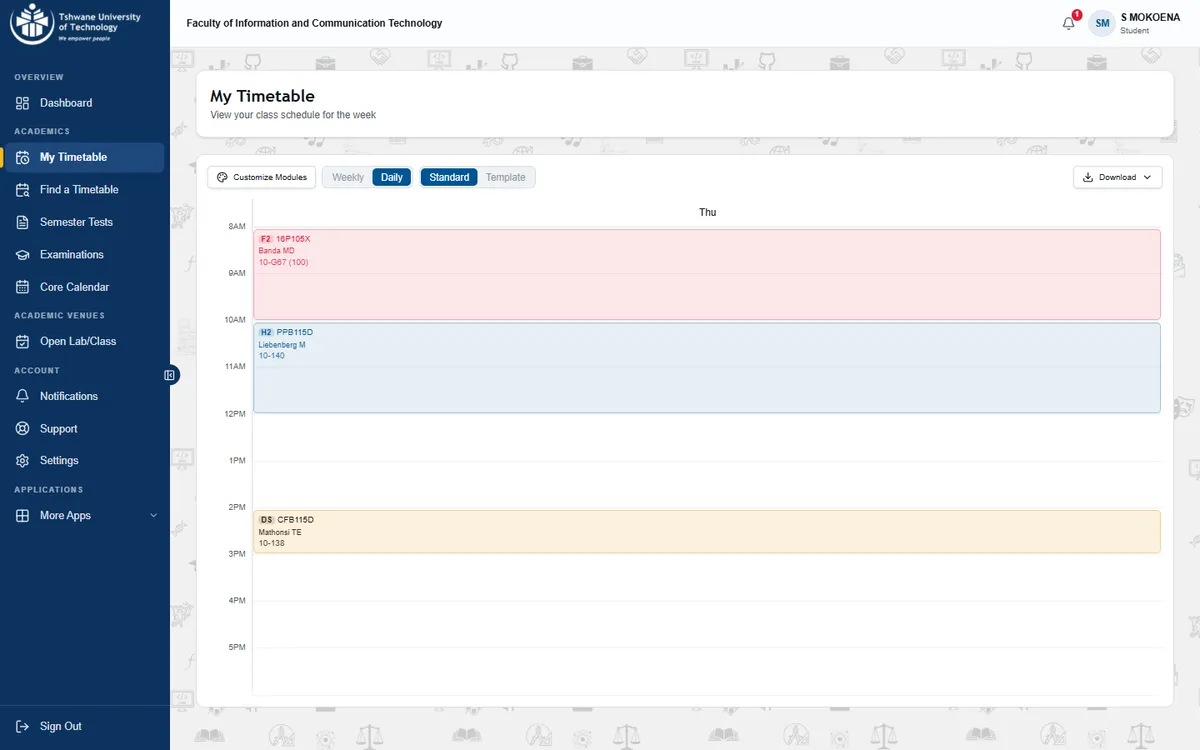 Tshwane University
of Technology
We empower people
Faculty of Information and Communication Technology
1
SM
S MOKOENA
Student
OVERVIEW
Dashboard
ACADEMICS
My Timetable
Find a Timetable
Semester Tests
Examinations
Core Calendar
ACADEMIC VENUES
Open Lab/Class
ACCOUNT
Notifications
Support
Settings
APPLICATIONS
More Apps
Sign Out
My Timetable
View your class schedule for the week
Customize Modules
Weekly
Daily
Standard
Template
Download
Thu
8AM
F2 16P105X
Banda MD
10-G67 (100)
9AM
10AM
H2 PPB115D
Liebenberg M
10-140
11AM
12PM
1PM
2PM
DS CFB115D
Mathonsi TE
10-138
3PM
4PM
5PM